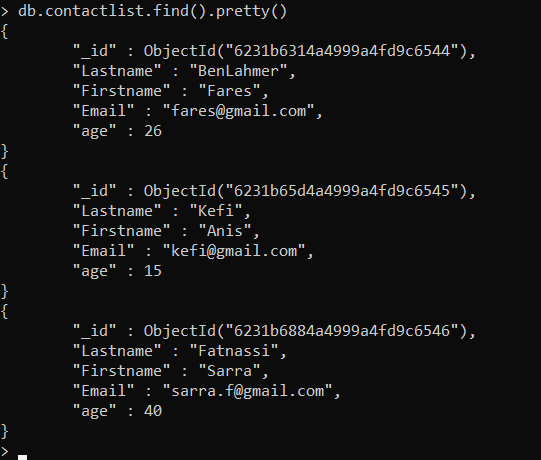 > db.contactlist.find().pretty()
{
        "_id" : ObjectId("6231b6314a4999a4fd9c6544"),
        "Lastname" : "BenLahmer",
        "Firstname" : "Fares",
        "Email" : "fares@gmail.com",
        "age" : 26
}
{
        "_id" : ObjectId("6231b65d4a4999a4fd9c6545"),
        "Lastname" : "Kefi",
        "Firstname" : "Anis",
        "Email" : "kefi@gmail.com",
        "age" : 15
}
{
        "_id" : ObjectId("6231b6884a4999a4fd9c6546"),
        "Lastname" : "Fatnassi",
        "Firstname" : "Sarra",
        "Email" : "sarra.f@gmail.com",
        "age" : 40
}
>